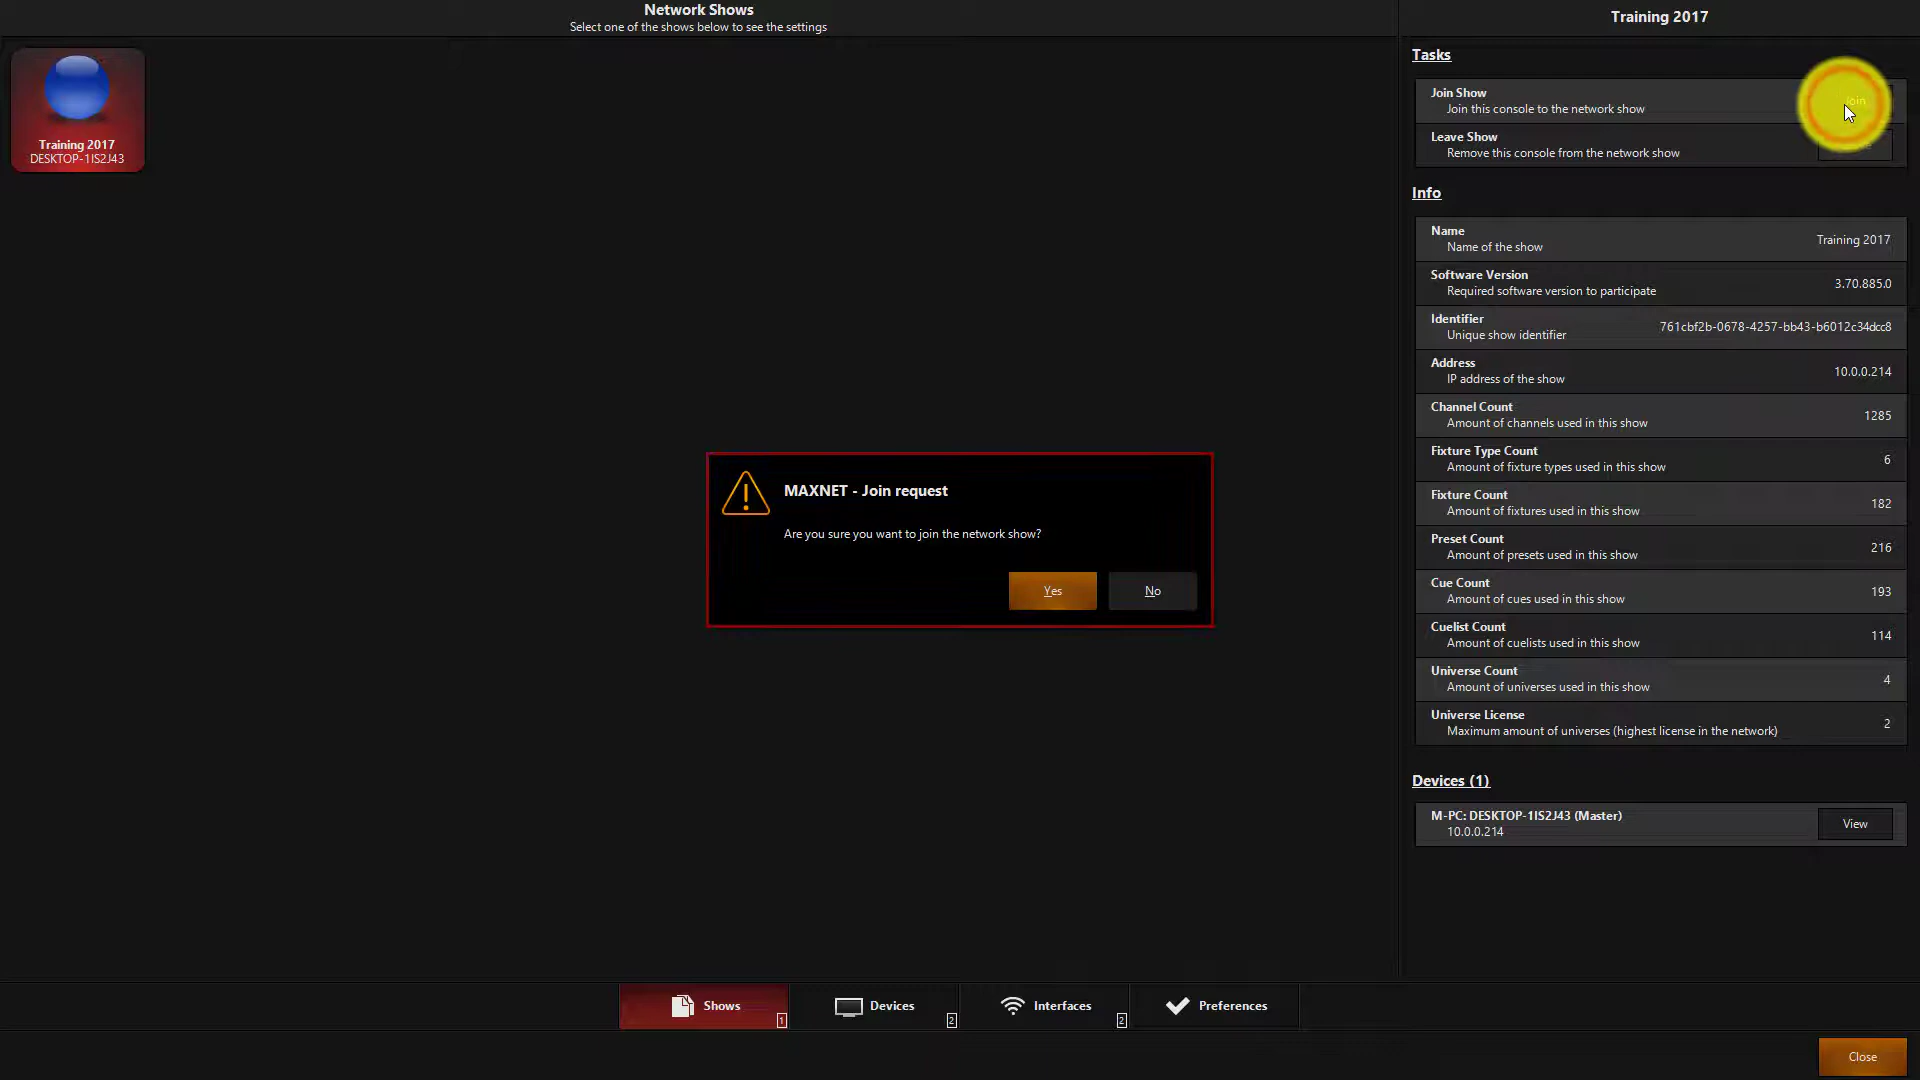 Network Shows
Select one of the shows below to see the settings
Training 2017
DESKTOP-1IS2J43
MAXNET - Join request
Are you sure you want to join the network show?
Yes
No
Training 2017
Tasks
Join Show
Join this console to the network show
Join
Leave Show
Remove this console from the network show
Info
Name
Name of the show
Training 2017
Software Version
Required software version to participate
3.70.885.0
Identifier
Unique show identifier
761cbf2b-0678-4257-bb43-b6012c34dcc8
Address
IP address of the show
10.0.0.214
Channel Count
Amount of channels used in this show
1285
Fixture Type Count
Amount of fixture types used in this show
6
Fixture Count
Amount of fixtures used in this show
182
Preset Count
Amount of presets used in this show
216
Cue Count
Amount of cues used in this show
193
Cuelist Count
Amount of cuelists used in this show
114
Universe Count
Amount of universes used in this show
4
Universe License
Maximum amount of universes (highest license in the network)
2
Devices (1)
M-PC: DESKTOP-1IS2J43 (Master)
10.0.0.214
View
Shows
1
Devices
2
Interfaces
2
Preferences
Close